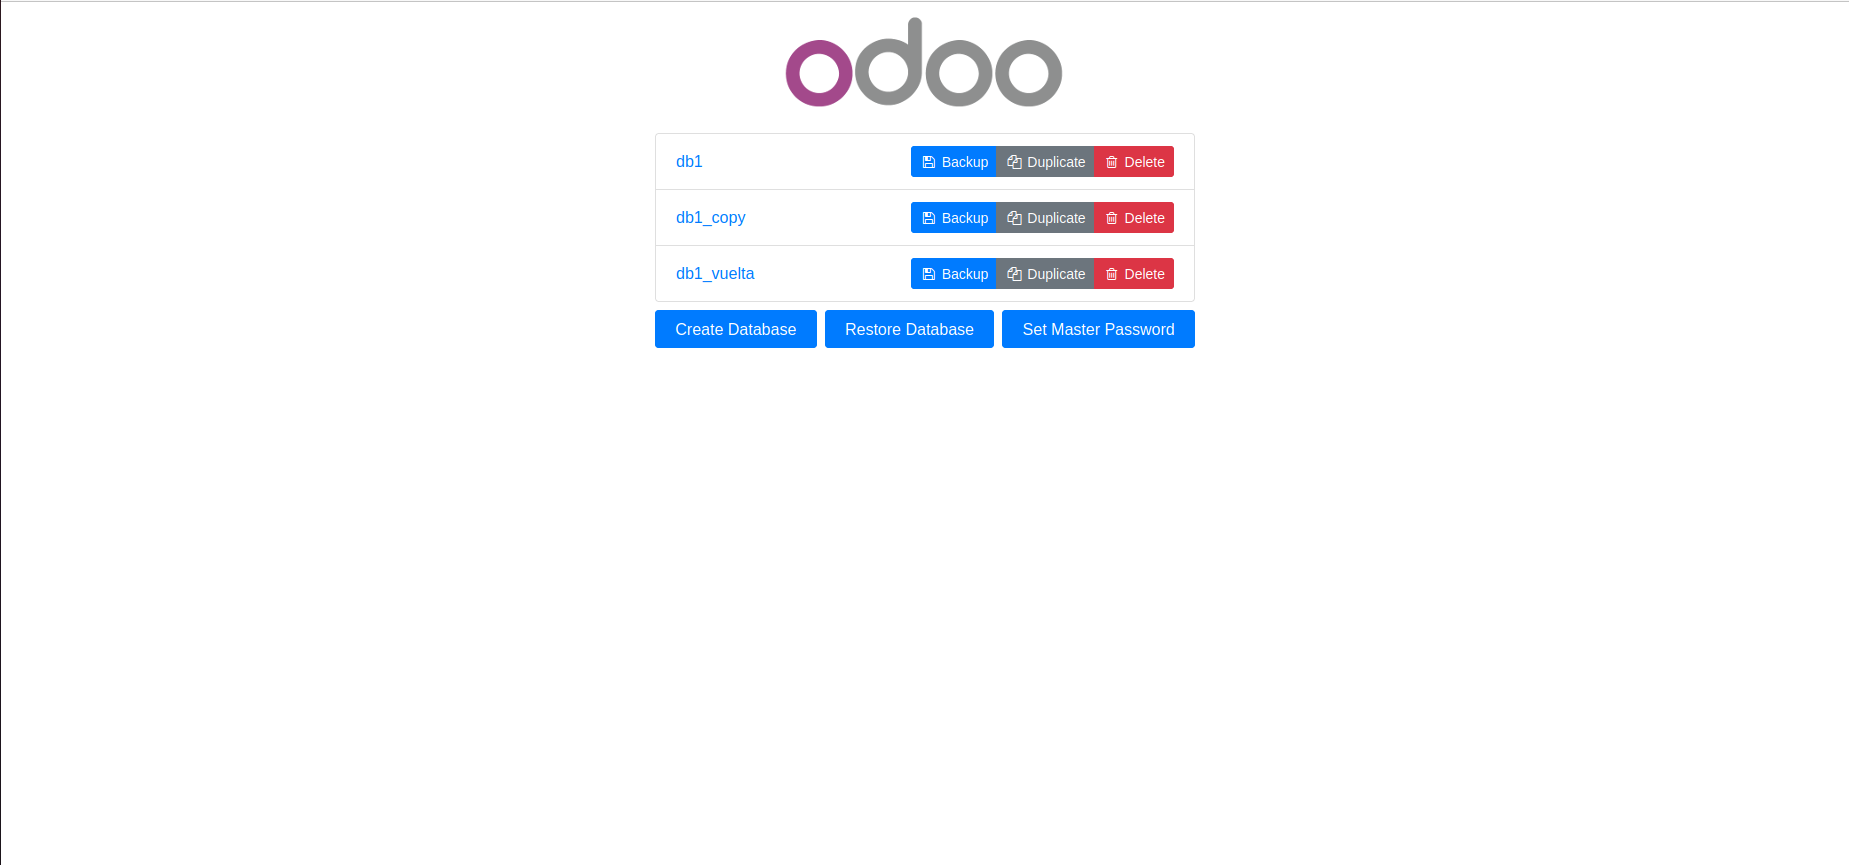 odoo
db1 Backup Duplicate Delete
db1_copy Backup Duplicate Delete
db1_vuelta Backup Duplicate Delete
Create Database Restore Database Set Master Password